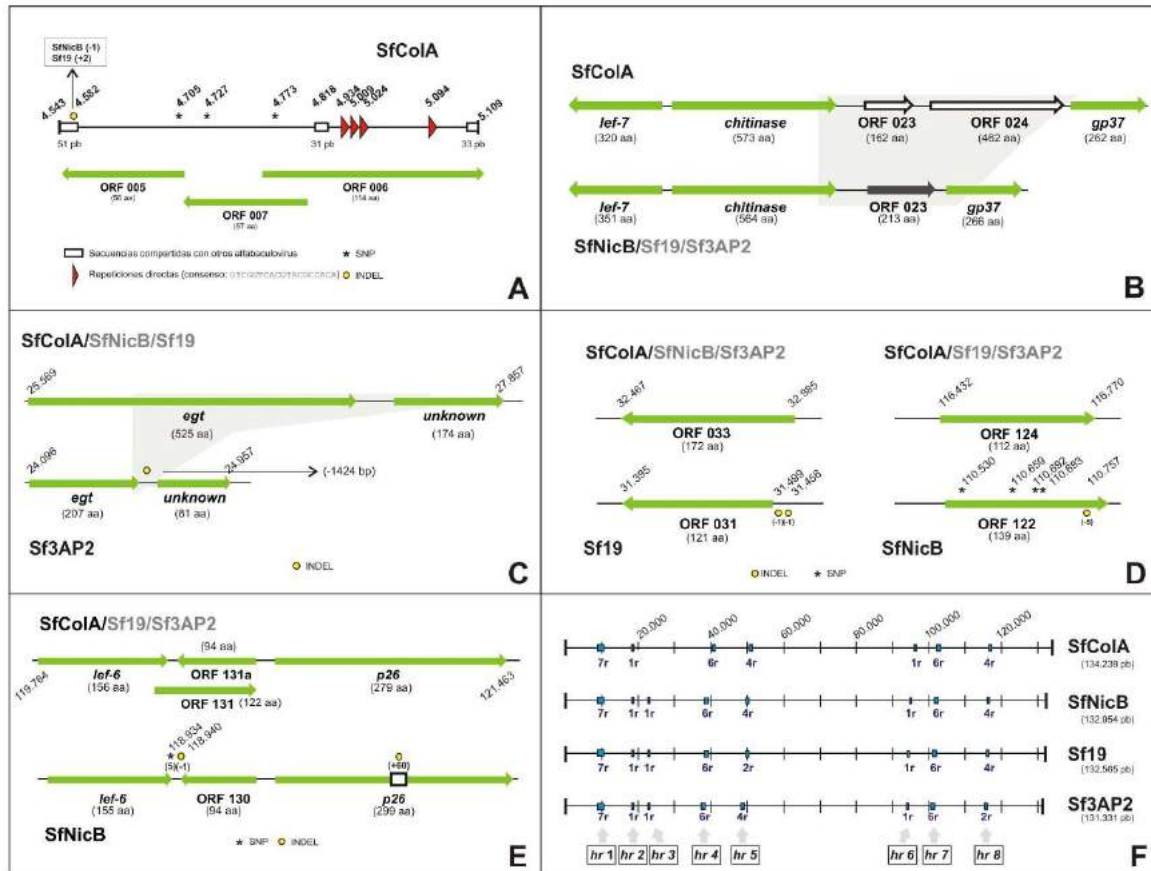 SfNicB (-1)
Sf19 (+2)
SfColA
4.543
4.582
4.705
4.727
4.773
4.818
4.924
5.009
5.024
5.094
5.109
51 pb
31 pb
33 pb
ORF 005
ORF 006
(114 aa)
ORF 007
(57 aa)
Secuencias compartidas con otros alfabaculovirus
* SNP
Repeticiones directas (consenso:
INDEL
A
SfColA
lef-7
(320 aa)
chitinase
(573 aa)
ORF 023
(162 aa)
ORF 024
(462 aa)
gp37
(262 aa)
lef-7
(351 aa)
chitinase
(564 aa)
ORF 023
(213 aa)
gp37
(266 aa)
SfNicB/Sf19/Sf3AP2
B
SfColA/SfNicB/Sf19
25.569
27.857
egt
(525 aa)
unknown
(174 aa)
24.096
24.957
(-1424 bp)
egt
(207 aa)
unknown
(81 aa)
Sf3AP2
INDEL
C
SfColA/SfNicB/Sf3AP2
32.467
32.985
ORF 033
(172 aa)
31.395
31.499
31.458
ORF 031
(121 aa)
(-1)(-1)
Sf19
SfColA/Sf19/Sf3AP2
116.432
116.770
ORF 124
(112 aa)
110.530
110.659
110.692
110.693
110.757
ORF 122
(139 aa)
(-5)
SfNicB
INDEL * SNP
D
SfColA/Sf19/Sf3AP2
(94 aa)
119.764
lef-6
(156 aa)
ORF 131a
p26
(279 aa)
121.463
ORF 131 (122 aa)
118.934
118.940
(5)(-1)
(+60)
lef-6
(155 aa)
ORF 130
(94 aa)
p26
(299 aa)
SfNicB
* SNP INDEL
E
20.000 40.000 60.000 80.000 100.000 120.000
SfColA
(134.239 pb)
7r 1r 6r 4r 1r 6r 4r
SfNicB
(132.954 pb)
7r 1r 1r 6r 4r 1r 6r 4r
Sf19
(132.565 pb)
7r 1r 1r 6r 2r 1r 6r 4r
Sf3AP2
(131.331 pb)
7r 1r 1r 6r 4r 1r 6r 2r
hr 1 hr 2 hr 3 hr 4 hr 5 hr 6 hr 7 hr 8
F